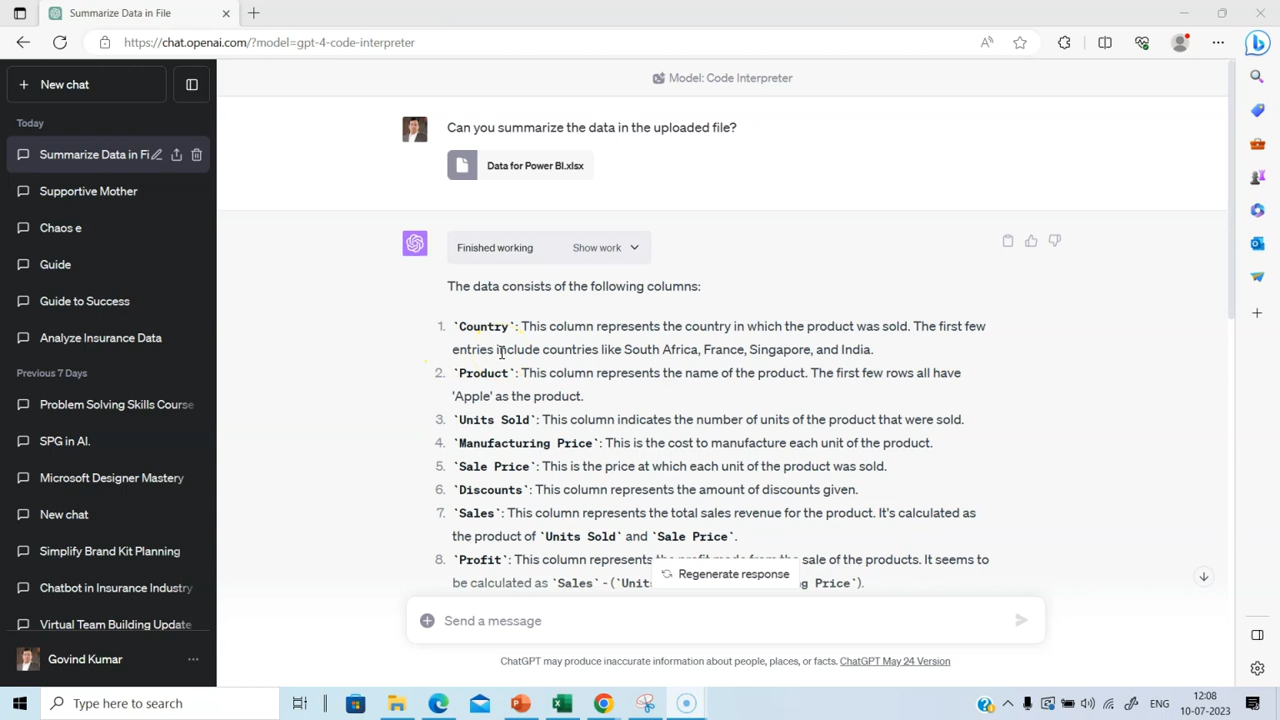 Summarize Data in File
https://chat.openai.com/?model=gpt-4-code-interpreter
New chat
Today
Summarize Data in Fi
Supportive Mother
Chaos e
Guide
Guide to Success
Analyze Insurance Data
Previous 7 Days
Problem Solving Skills Course
SPG in AI.
Microsoft Designer Mastery
New chat
Simplify Brand Kit Planning
Chatbot in Insurance Industry
Virtual Team Building Update
Govind Kumar
Model: Code Interpreter
Can you summarize the data in the uploaded file?
Data for Power BI.xlsx
Finished working Show work
The data consists of the following columns:
1. `Country`: This column represents the country in which the product was sold. The first few
entries include countries like South Africa, France, Singapore, and India.
2. `Product`: This column represents the name of the product. The first few rows all have
'Apple' as the product.
3. `Units Sold`: This column indicates the number of units of the product that were sold.
4. `Manufacturing Price`: This is the cost to manufacture each unit of the product.
5. `Sale Price`: This is the price at which each unit of the product was sold.
6. `Discounts`: This column represents the amount of discounts given.
7. `Sales`: This column represents the total sales revenue for the product. It's calculated as
the product of `Units Sold` and `Sale Price`.
8. `Profit`: This column represents the profit made from the sale of the products. It seems to
be calculated as `Sales` - (`Units ng Price`).
Regenerate response
Send a message
ChatGPT may produce inaccurate information about people, places, or facts. ChatGPT May 24 Version
Type here to search
ENG
12:08
10-07-2023